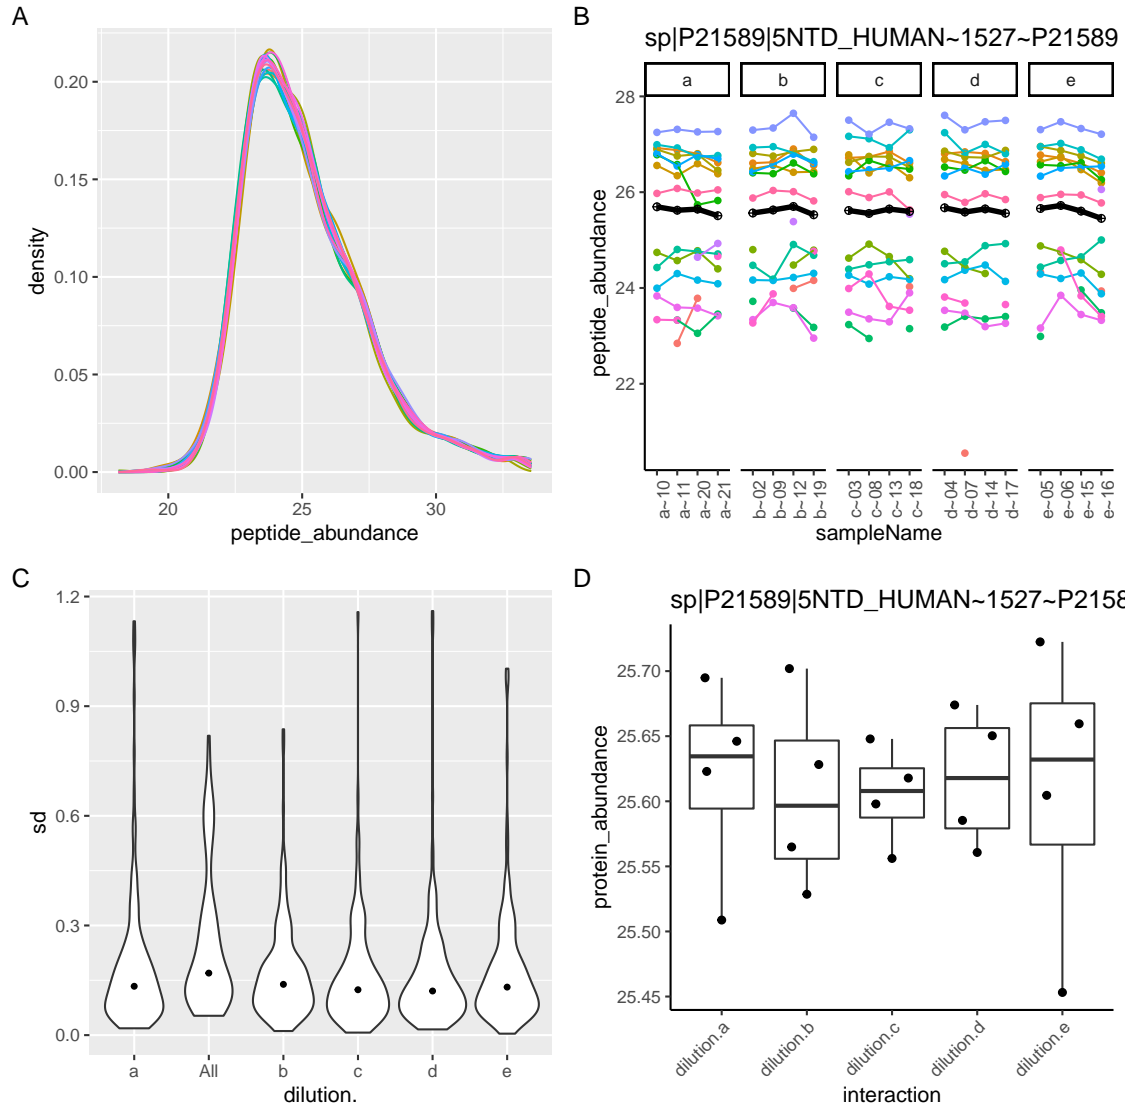 A
density
0.20
0.15
0.10
0.05
0.00
20
25
30
peptide_abundance
B
sp|P21589|5NTD_HUMAN~1527~P21589
a
b
c
d
e
peptide_abundance
28
26
24
22
a~10
a~11
a~20
a~21
b~02
b~09
b~12
b~19
c~03
c~08
c~13
c~18
d~04
d~07
d~14
d~17
e~05
e~06
e~15
e~16
sampleName
C
sd
1.2
0.9
0.6
0.3
0.0
a
All
b
c
d
e
dilution.
D
sp|P21589|5NTD_HUMAN~1527~P2158
protein_abundance
25.70
25.65
25.60
25.55
25.50
25.45
dilution.a
dilution.b
dilution.c
dilution.d
dilution.e
interaction